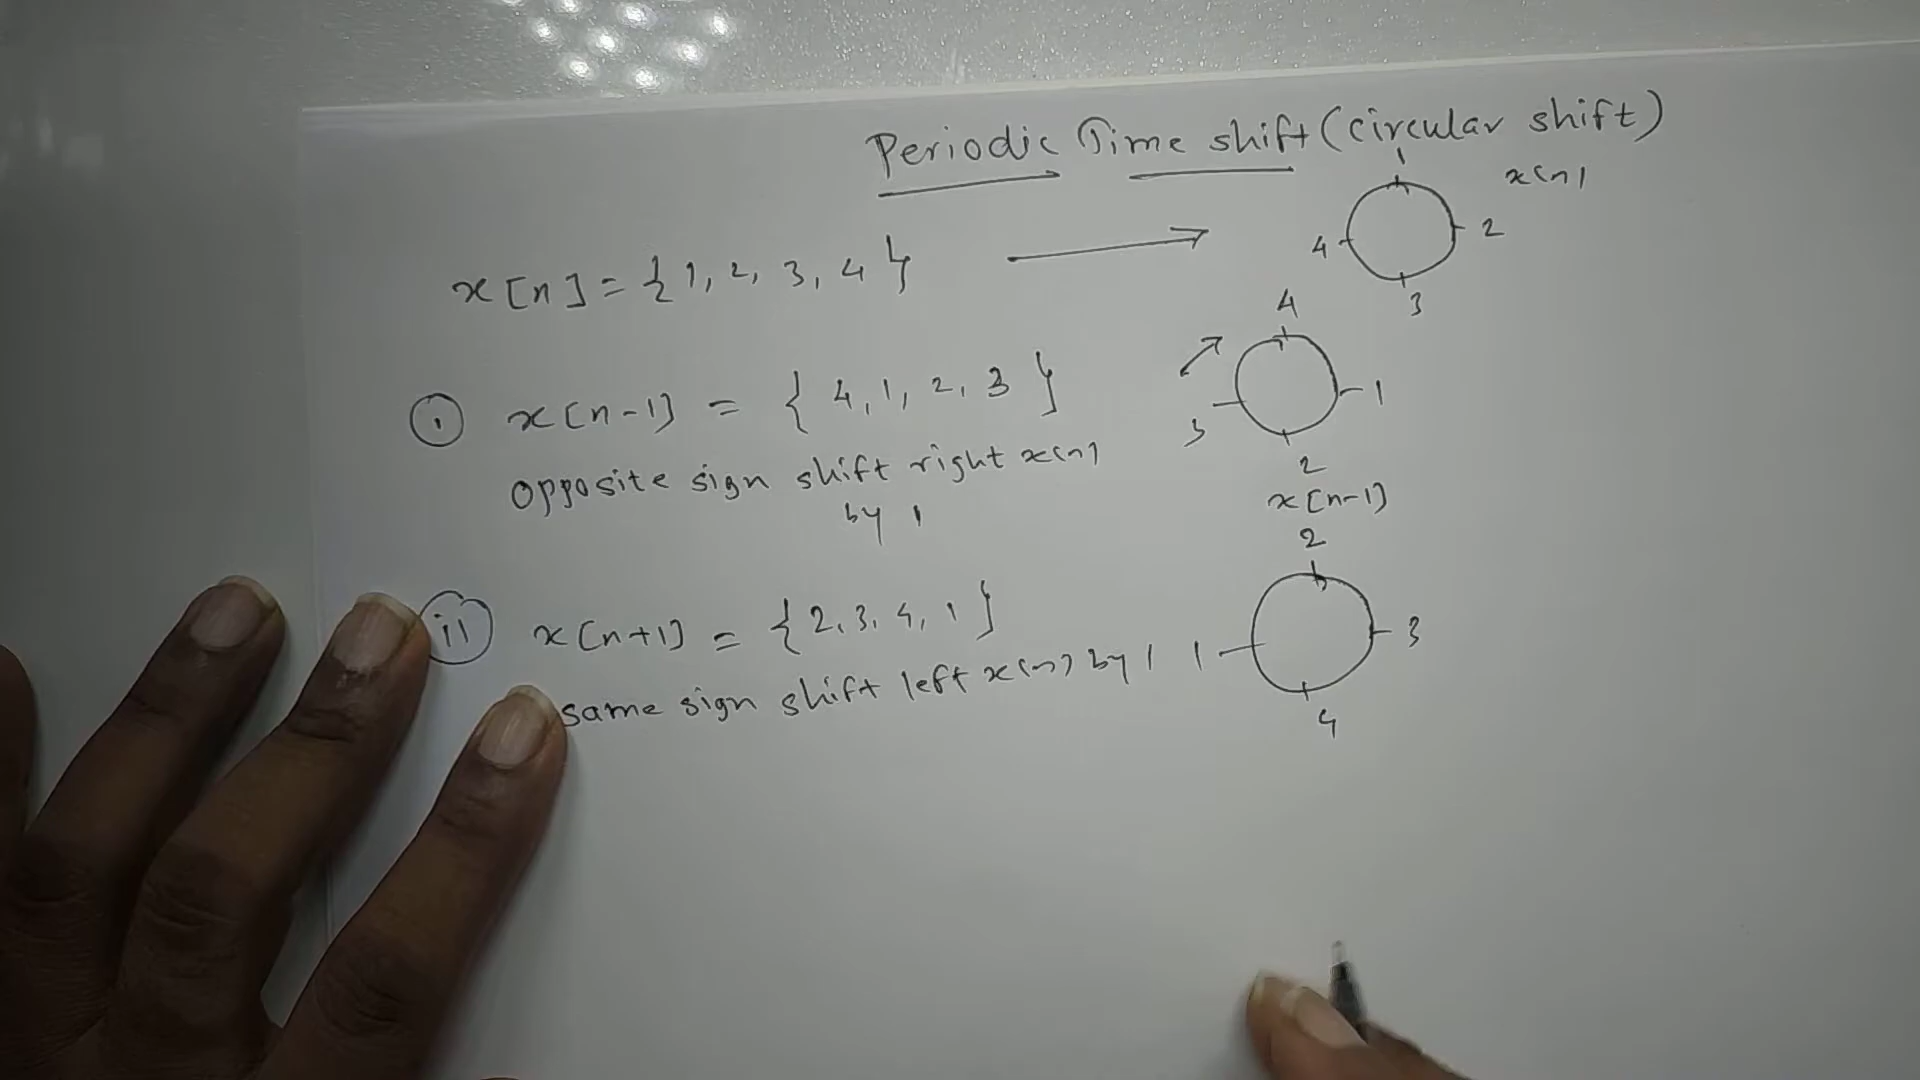 Periodic Time shift (circular shift)
x[n] = {1, 2, 3, 4}
1
x(n)
2
3
4
i x[n-1] = {4, 1, 2, 3}
opposite sign shift right x(n)
by 1
4
1
2
3
x[n-1]
ii x[n+1] = {2, 3, 4, 1}
same sign shift left x(n) by 1
2
3
4
1